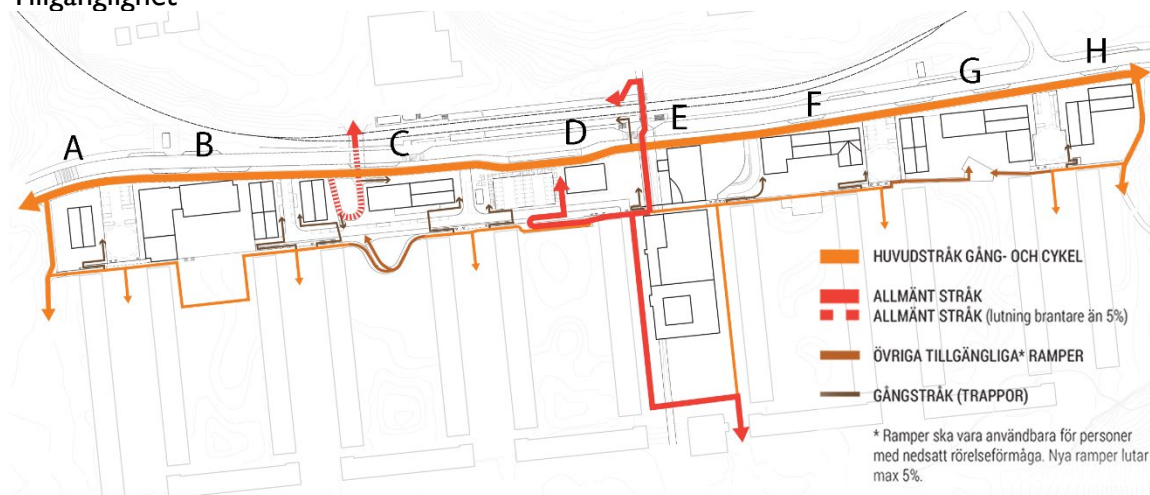 Tillgänglighet
A
B
C
D
E
F
G
H
HUVUDSTRÅK GÅNG- OCH CYKEL
ALLMÄNT STRÅK
ALLMÄNT STRÅK (lutning brantare än 5%)
ÖVRIGA TILLGÄNGLIGA* RAMPER
GÅNGSTRÅK (TRAPPOR)
* Ramper ska vara användbara för personer
med nedsatt rörelseförmåga. Nya ramper lutar
max 5%.